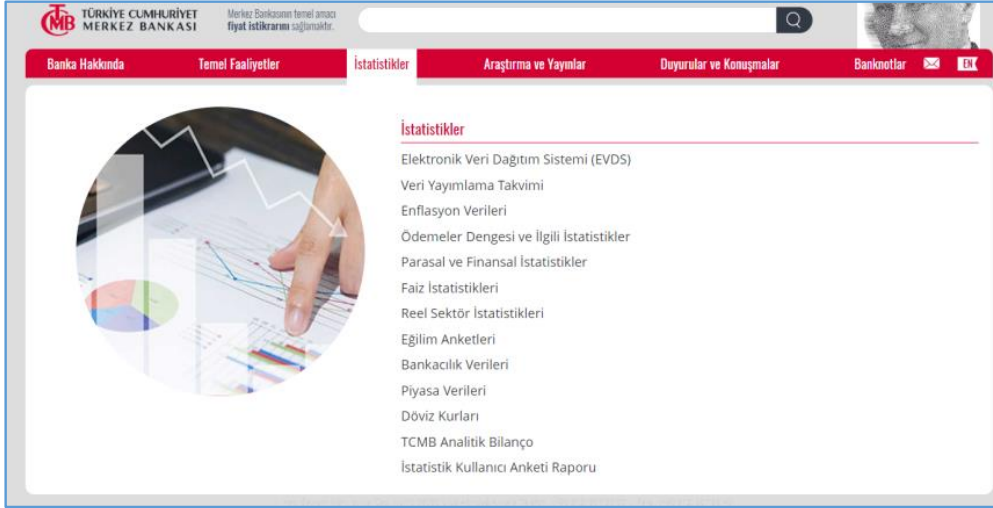 TCMB
TÜRKİYE CUMHURİYET
MERKEZ BANKASI
Merkez Bankasının temel amacı
fiyat istikrarını sağlamaktır.
Banka Hakkında
Temel Faaliyetler
İstatistikler
Araştırma ve Yayınlar
Duyurular ve Konuşmalar
Banknotlar
EN
İstatistikler
Elektronik Veri Dağıtım Sistemi (EVDS)
Veri Yayımlama Takvimi
Enflasyon Verileri
Ödemeler Dengesi ve İlgili İstatistikler
Parasal ve Finansal İstatistikler
Faiz İstatistikleri
Reel Sektör İstatistikleri
Eğilim Anketleri
Bankacılık Verileri
Piyasa Verileri
Döviz Kurları
TCMB Analitik Bilanço
İstatistik Kullanıcı Anketi Raporu